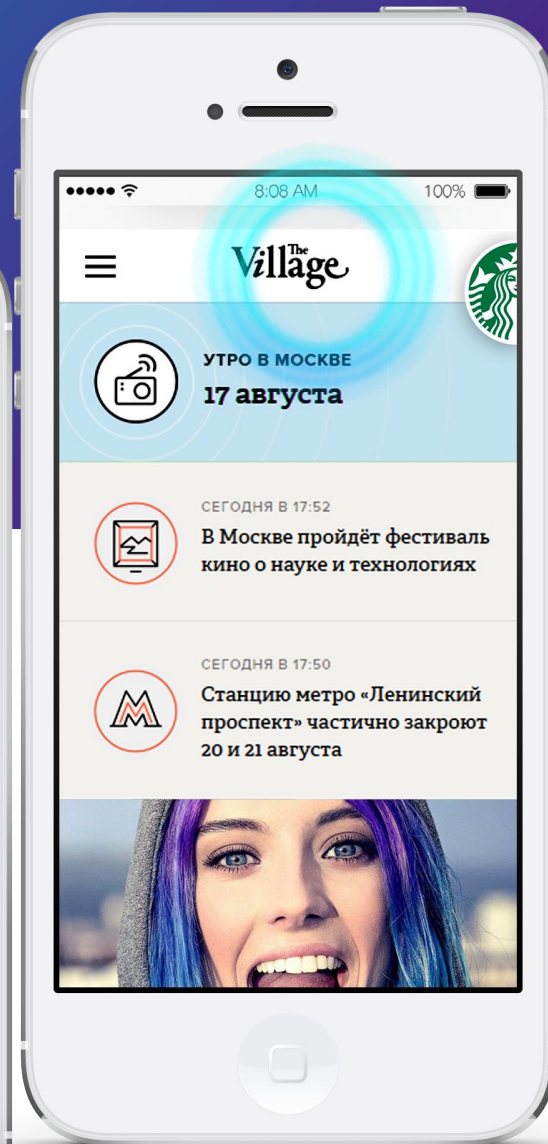 8:08 AM 100%
The
Village
УТРО В МОСКВЕ
17 августа
СЕГОДНЯ В 17:52
В Москве пройдёт фестиваль
кино о науке и технологиях
СЕГОДНЯ В 17:50
Станцию метро «Ленинский
проспект» частично закроют
20 и 21 августа